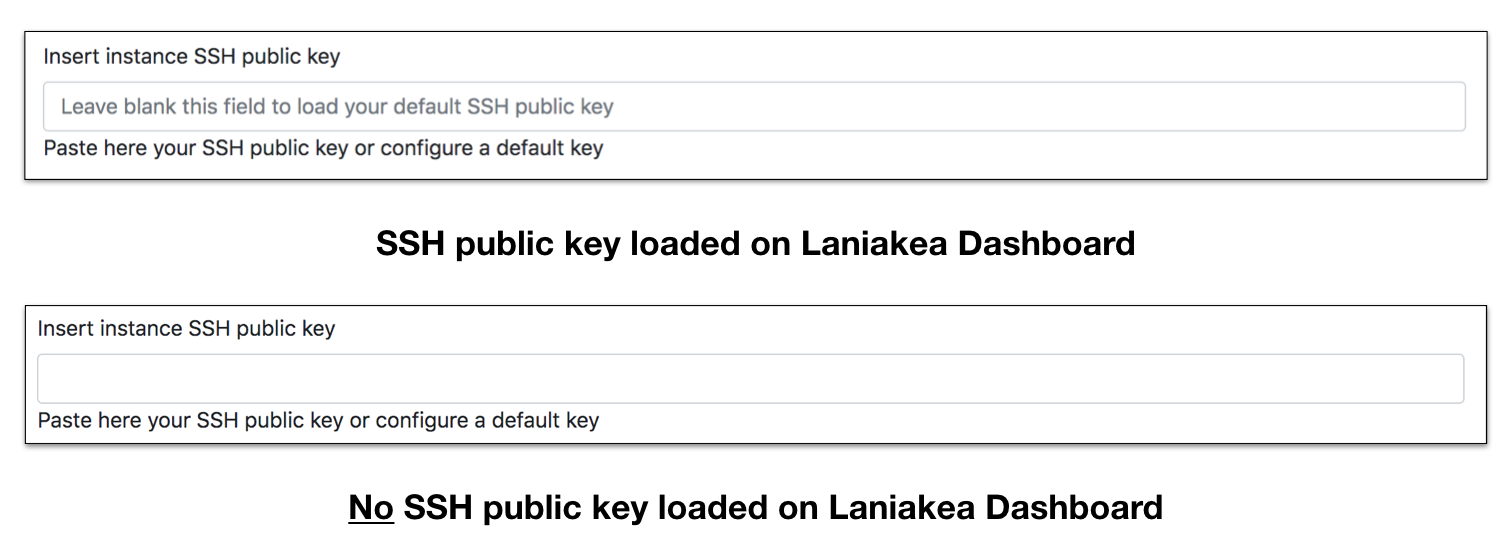 Insert instance SSH public key
Leave blank this field to load your default SSH public key
Paste here your SSH public key or configure a default key
SSH public key loaded on Laniakea Dashboard
Insert instance SSH public key
Paste here your SSH public key or configure a default key
No SSH public key loaded on Laniakea Dashboard